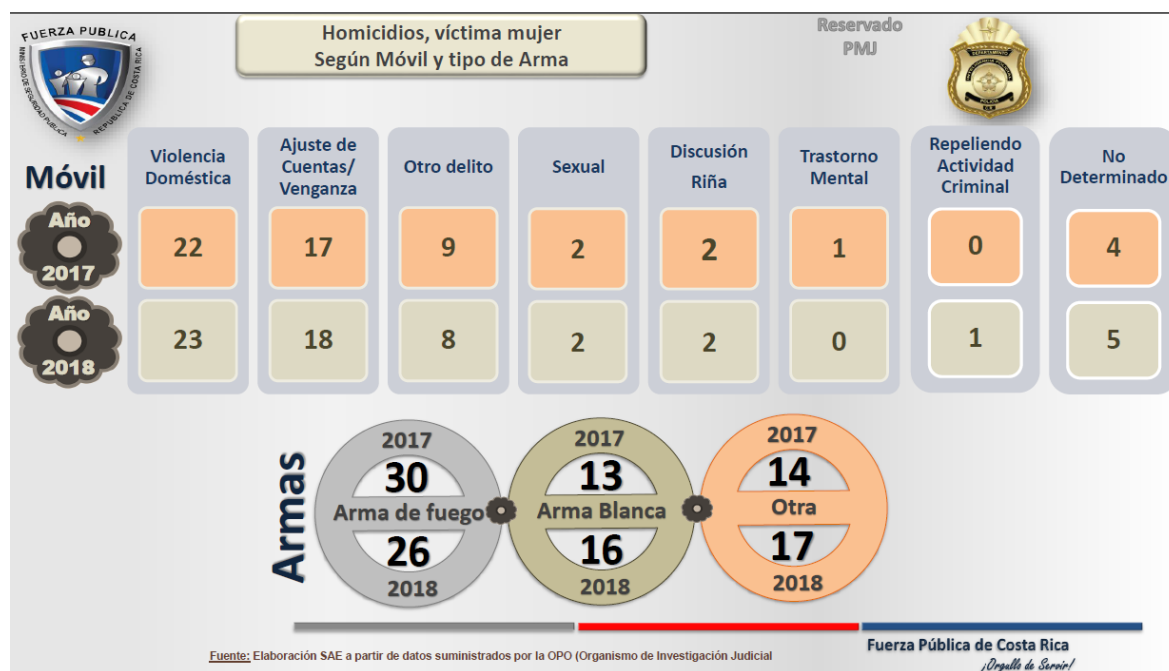 FUERZA PUBLICA
MINISTERIO DE SEGURIDAD PUBLICA
REPUBLICA DE COSTA RICA
Homicidios, víctima mujer
Según Móvil y tipo de Arma
Reservado
PMJ
Móvil
Violencia
Doméstica
Ajuste de
Cuentas/
Venganza
Otro delito
Sexual
Discusión
Riña
Trastorno
Mental
Repeliendo
Actividad
Criminal
No
Determinado
Año
2017
22 17 9 2 2 1 0 4
Año
2018
23 18 8 2 2 0 1 5
Armas
2017
30
Arma de fuego
26
2018
2017
13
Arma Blanca
16
2018
2017
14
Otra
17
2018
Fuente: Elaboración SAE a partir de datos suministrados por la OPO (Organismo de Investigación Judicial
Fuerza Pública de Costa Rica
¡Orgullo de Servir!